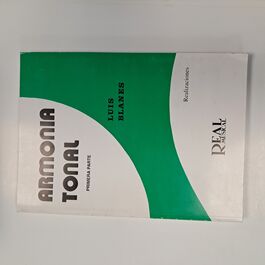 ARMONIA
TONAL
PRIMERA PARTE
LUIS
BLANES
Realizaciones
REAL
MUSICAL